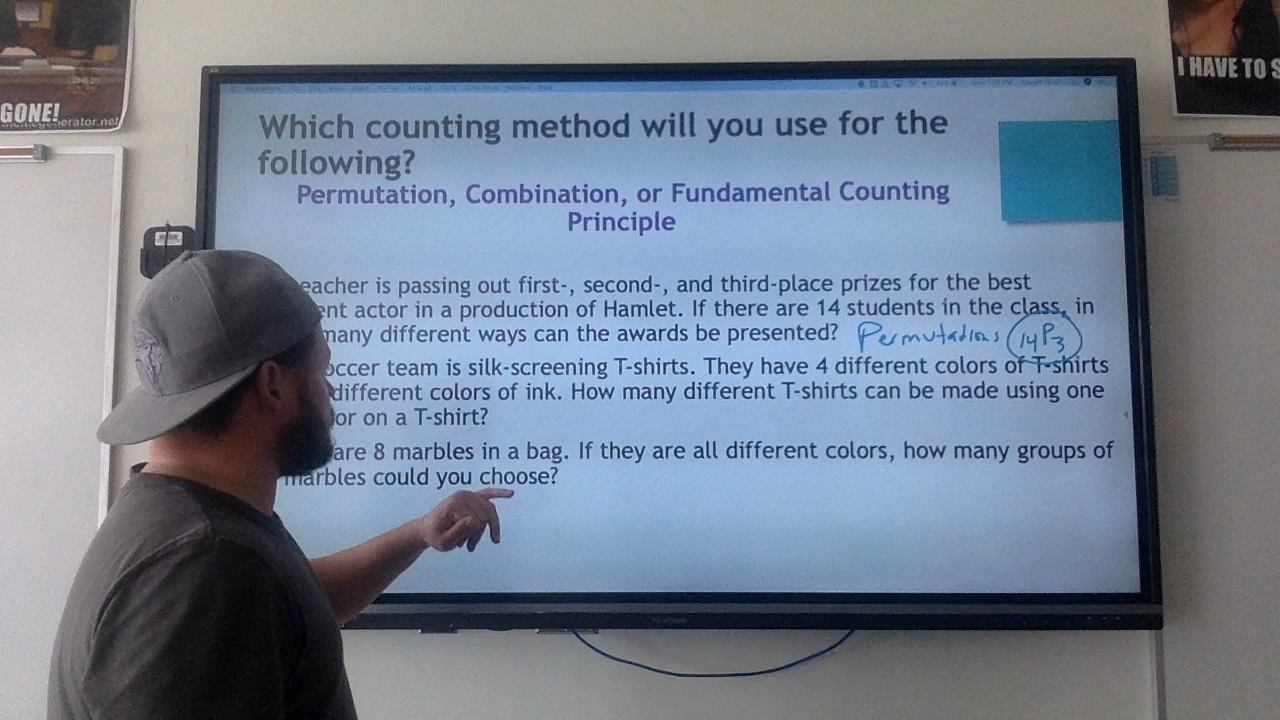 GONE!
I HAVE TO
Which counting method will you use for the
following?
Permutation, Combination, or Fundamental Counting
Principle
eacher is passing out first-, second-, and third-place prizes for the best
ent actor in a production of Hamlet. If there are 14 students in the class, in
many different ways can the awards be presented? Permutations 14P3
occer team is silk-screening T-shirts. They have 4 different colors of T-shirts
different colors of ink. How many different T-shirts can be made using one
or on a T-shirt?
are 8 marbles in a bag. If they are all different colors, how many groups of
marbles could you choose?